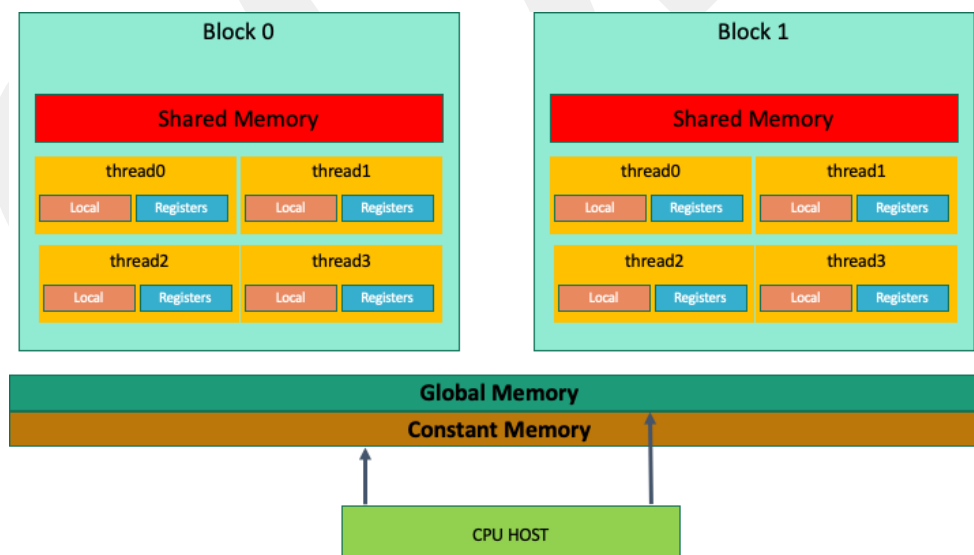 Block 0
Block 1
Shared Memory
Shared Memory
thread0
thread1
thread0
thread1
Local
Registers
Local
Registers
Local
Registers
Local
Registers
thread2
thread3
thread2
thread3
Local
Registers
Local
Registers
Local
Registers
Local
Registers
Global Memory
Constant Memory
CPU HOST